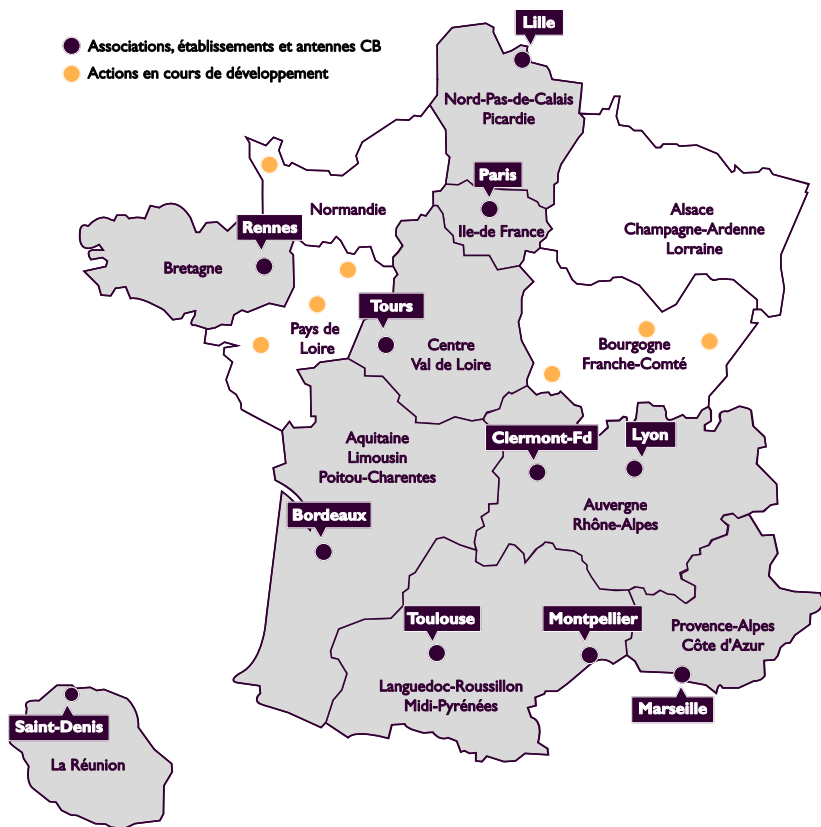 Lille
Associations, établissements et antennes CB
Actions en cours de développement
Nord-Pas-de-Calais
Picardie
Paris
Normandie
Alsace
Champagne-Ardenne
Lorraine
Rennes
Ile-de France
Bretagne
Tours
Pays de
Loire
Centre
Val de Loire
Bourgogne
Franche-Comté
Clermont-Fd
Lyon
Aquitaine
Limousin
Poitou-Charentes
Auvergne
Rhône-Alpes
Bordeaux
Toulouse
Montpellier
Provence-Alpes
Côte d'Azur
Languedoc-Roussillon
Midi-Pyrénées
Marseille
Saint-Denis
La Réunion